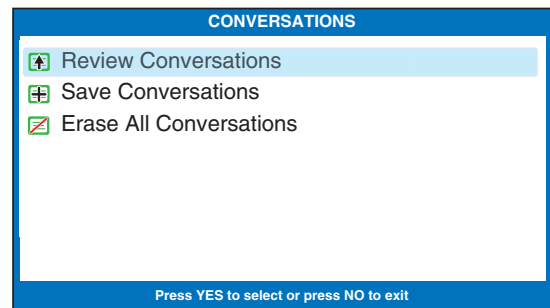 CONVERSATIONS
Review Conversations
Save Conversations
Erase All Conversations
Press YES to select or press NO to exit